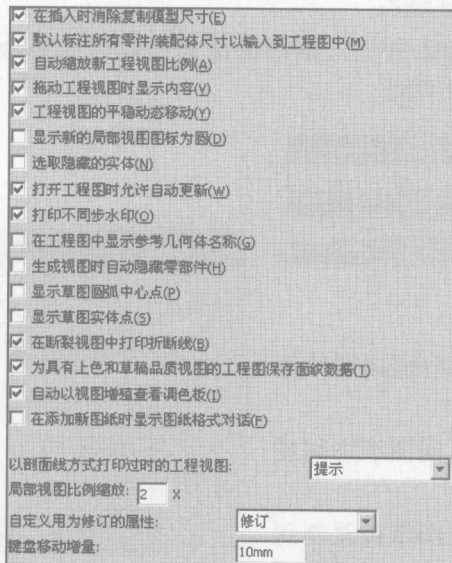 在插入时消除复制模型尺寸(E)
默认标注所有零件/装配体尺寸以输入到工程图中(M)
自动缩放新工程视图比例(A)
拖动工程视图时显示内容(V)
工程视图的平稳动态移动(Y)
显示新的局部视图图标为圆(D)
选取隐藏的实体(N)
打开工程图时允许自动更新(W)
打印不同步水印(O)
在工程图中显示参考几何体名称(G)
生成视图时自动隐藏零部件(H)
显示草图圆弧中心点(P)
显示草图实体点(S)
在断裂视图中打印折断线(B)
为具有上色和草稿品质视图的工程图保存面纹数据(T)
自动以视图增殖查看调色板(I)
在添加新图纸时显示图纸格式对话(F)
以剖面线方式打印过时的工程视图: 提示
局部视图比例缩放: 2 X
自定义用为修订的属性: 修订
键盘移动增量: 10mm